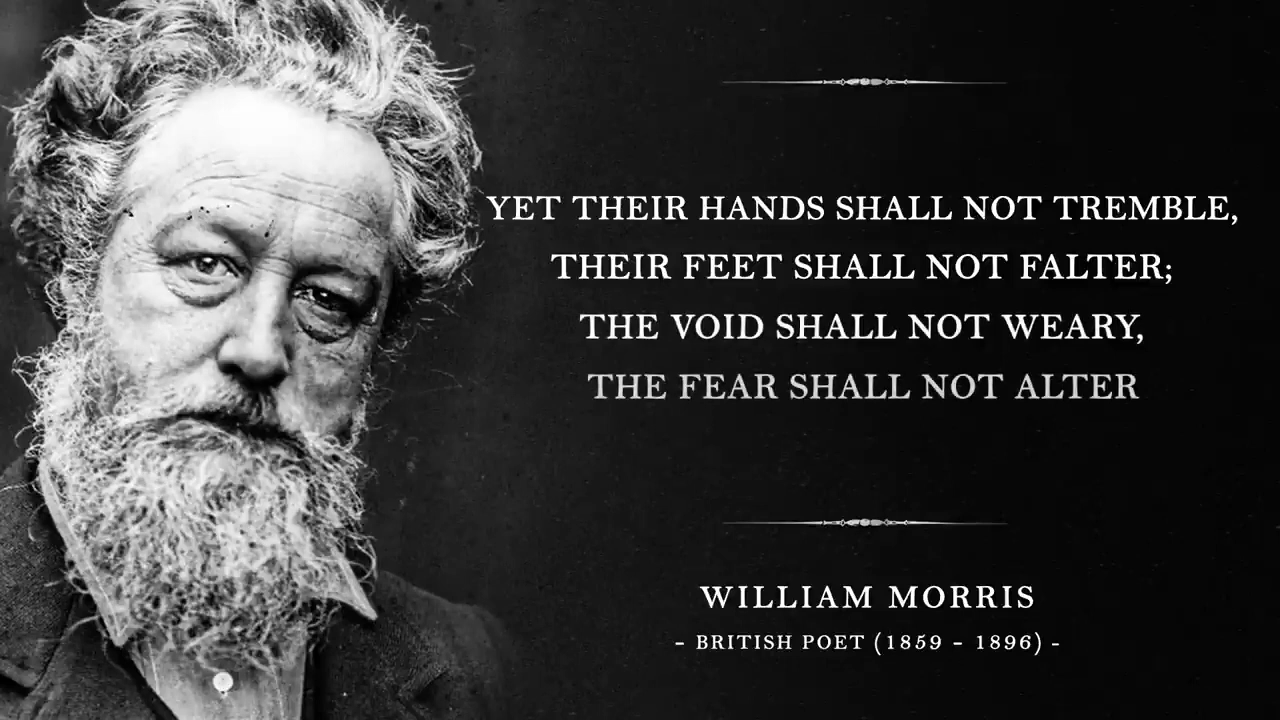 YET THEIR HANDS SHALL NOT TREMBLE,
THEIR FEET SHALL NOT FALTER;
THE VOID SHALL NOT WEARY,
THE FEAR SHALL NOT ALTER
WILLIAM MORRIS
- BRITISH POET (1859 - 1896) -